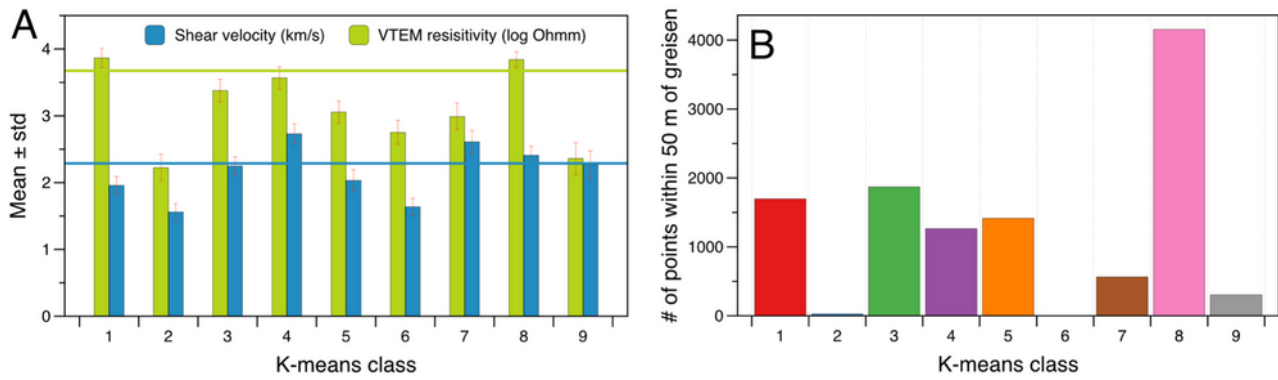 A
Shear velocity (km/s) VTEM resisitivity (log Ohmm)
Mean ± std
4
3
2
1
0
1 2 3 4 5 6 7 8 9
K-means class
B
# of points within 50 m of greisen
4000
3000
2000
1000
0
1 2 3 4 5 6 7 8 9
K-means class